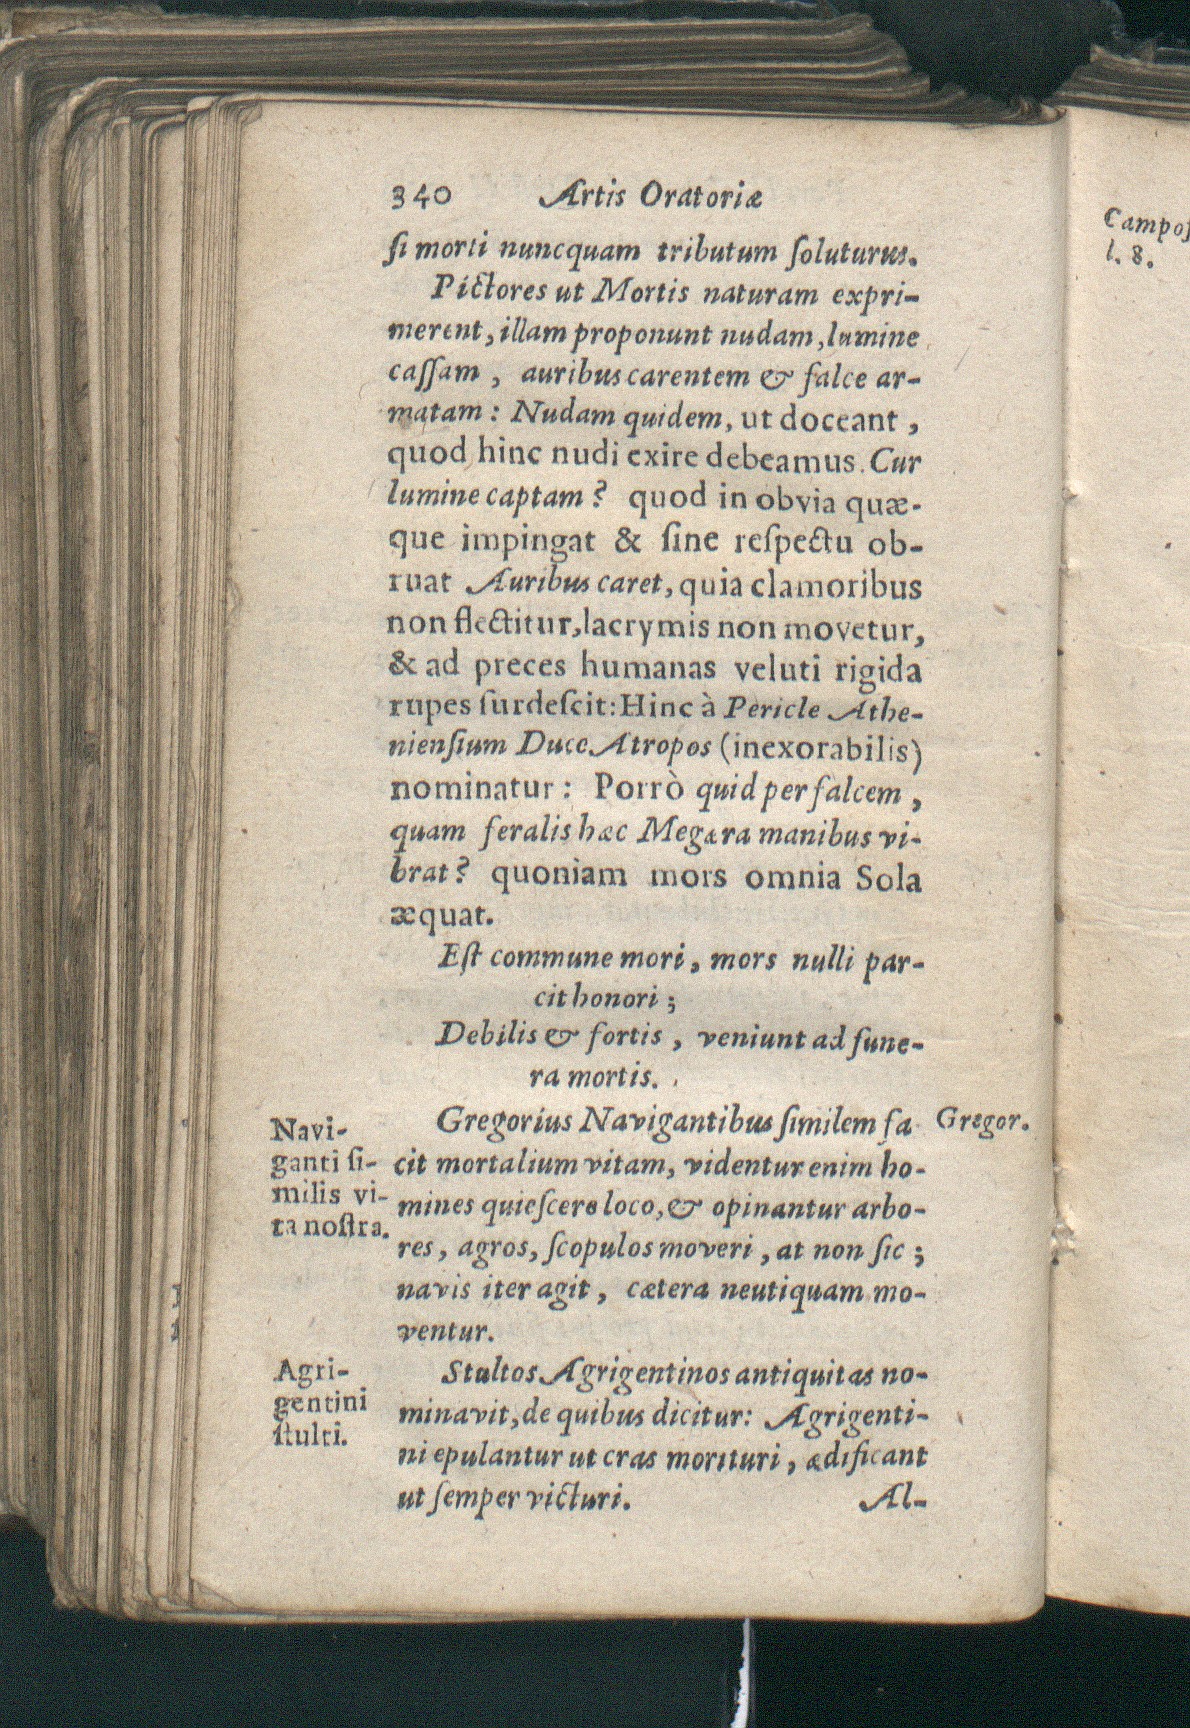 340 Artis Oratoriæ
ſi morti nuncquam tributum ſoluturus.
Pictores ut Mortis naturam expri-
merent, illam proponunt nudam, lumine
caſſam, auribus carentem & falce ar-
matam: Nudam quidem, ut doceant,
quod hinc nudi exire debeamus. Cur
lumine captam? quod in obvia quæ-
que impingat & ſine reſpectu ob-
ruat Auribus caret, quia clamoribus
non flectitur, lacrymis non movetur,
& ad preces humanas veluti rigida
rupes ſurdeſcit: Hinc à Pericle Athe-
nienſium Duce Atropos (inexorabilis)
nominatur: Porrò quid per falcem,
quam feralis hæc Megæra manibus vi-
brat? quoniam mors omnia Sola
æquat.
Eſt commune mori, mors nulli par-
cit honori;
Debilis & fortis, veniunt ad fune-
ra mortis.
Gregorius Navigantibus ſimilem fa
cit mortalium vitam, videntur enim ho-
mines quieſcere loco, & opinantur arbo-
res, agros, ſcopulos moveri, at non ſic;
navis iter agit, cætera neutiquam mo-
ventur.
Stultos Agrigentinos antiquitas no-
minavit, de quibus dicitur: Agrigenti-
ni epulantur ut cras morituri, ædificant
ut ſemper victuri.
Al-
Navi-
ganti ſi-
milis vi-
ta noſtra.
Agri-
gentini
ſtulti.
Gregor.
Campoſ
l. 8.